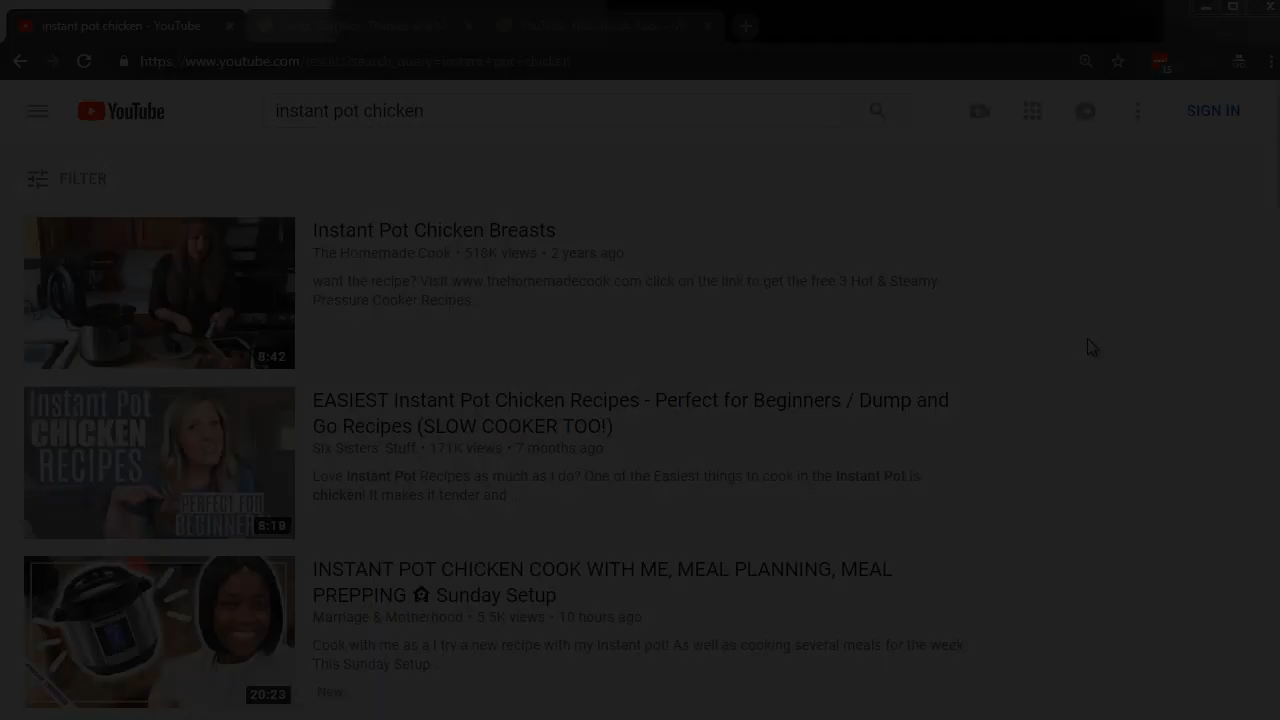 instant pot chicken - YouTube
https://www.youtube.com/results?search_query=instant+pot+chicken
15
YouTube
instant pot chicken
SIGN IN
FILTER
8:42
Instant Pot Chicken Breasts
The Homemade Cook • 518K views • 2 years ago
want the recipe? Visit www.thehomemadecook.com click on the link to get the free 3 Hot & Steamy
Pressure Cooker Recipes
Instant Pot
CHICKEN
RECIPES
PERFECT FOR
BEGINNERS
8:19
EASIEST Instant Pot Chicken Recipes - Perfect for Beginners / Dump and
Go Recipes (SLOW COOKER TOO!)
Six Sisters' Stuff • 171K views • 7 months ago
Love Instant Pot Recipes as much as I do? One of the Easiest things to cook in the Instant Pot is
chicken! It makes it tender and ...
20:23
INSTANT POT CHICKEN COOK WITH ME, MEAL PLANNING, MEAL
PREPPING Sunday Setup
Marriage & Motherhood • 5.5K views • 10 hours ago
Cook with me as a I try a new recipe with my instant pot! As well as cooking several meals for the week.
This Sunday Setup
New